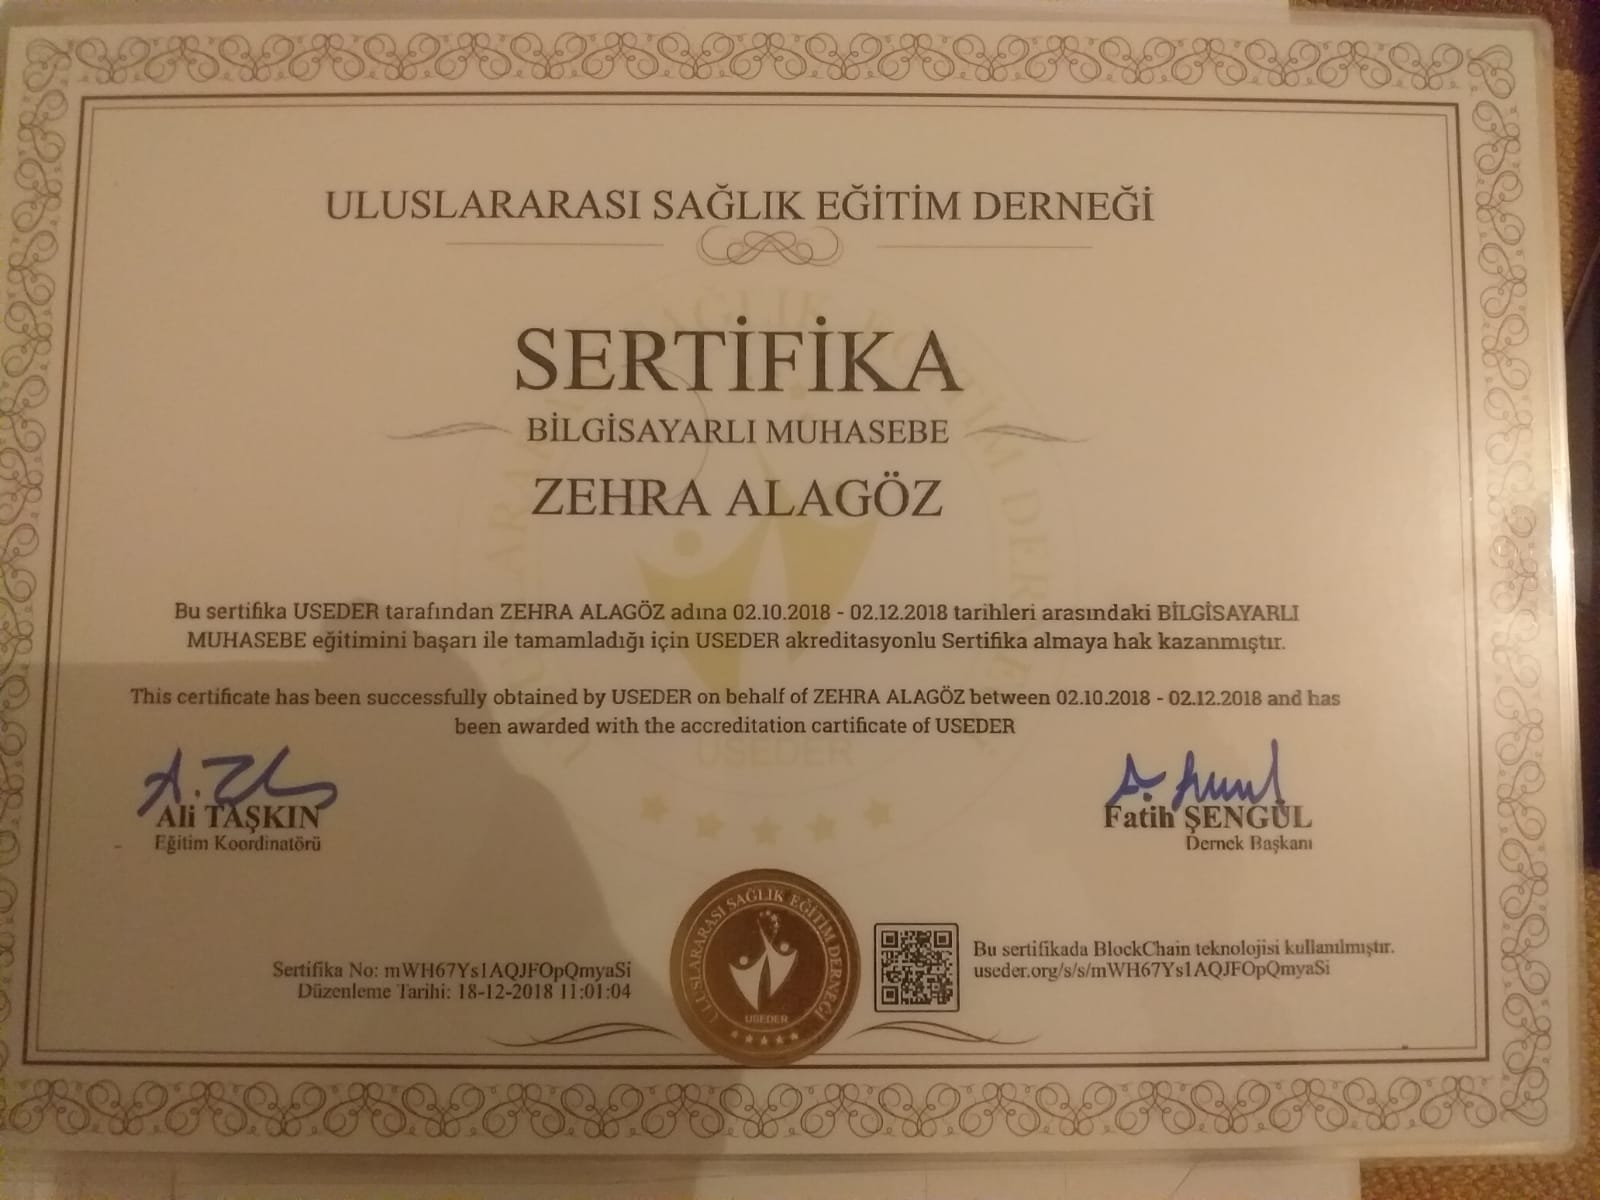 ULUSLARARASI SAĞLIK EĞİTİM DERNEĞİ
SERTİFİKA
BİLGİSAYARLI MUHASEBE
ZEHRA ALAGÖZ
Bu sertifika USEDER tarafından ZEHRA ALAGÖZ adına 02.10.2018 - 02.12.2018 tarihleri arasındaki BİLGİSAYARLI
MUHASEBE eğitimini başarı ile tamamladığı için USEDER akreditasyonlu Sertifika almaya hak kazanmıştır.
This certificate has been successfully obtained by USEDER on behalf of ZEHRA ALAGÖZ between 02.10.2018 - 02.12.2018 and has
been awarded with the accreditation cartificate of USEDER
USEDER
Ali TAŞKIN
Eğitim Koordinatörü
Fatih ŞENGÜL
Dernek Başkanı
Sertifika No: mWH67Ys1AQJFOpQmyaSi
Düzenleme Tarihi: 18-12-2018 11:01:04
ULUSLARARASI SAĞLIK EĞİTİM DERNEĞİ
USEDER
Bu sertifikada BlockChain teknolojisi kullanılmıştır.
useder.org/s/s/mWH67Ys1AQJFOpQmyaSi